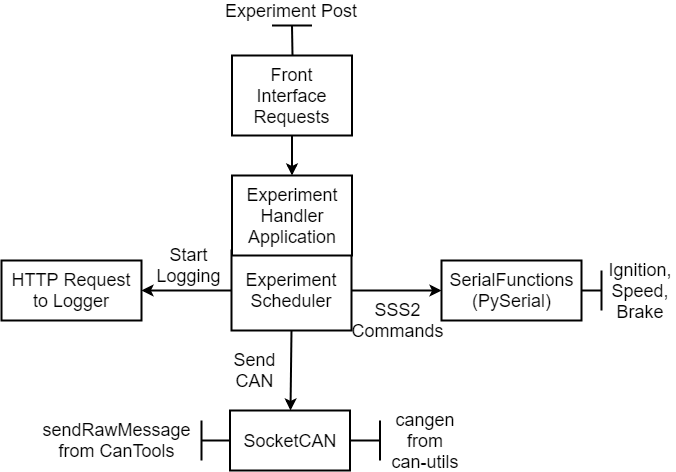 Experiment Post
Front
Interface
Requests
Experiment
Handler
Application
Start
Logging
HTTP Request
to Logger
Experiment
Scheduler
SSS2
Commands
SerialFunctions
(PySerial)
Ignition,
Speed,
Brake
Send
CAN
sendRawMessage
from CanTools
SocketCAN
cangen
from
can-utils